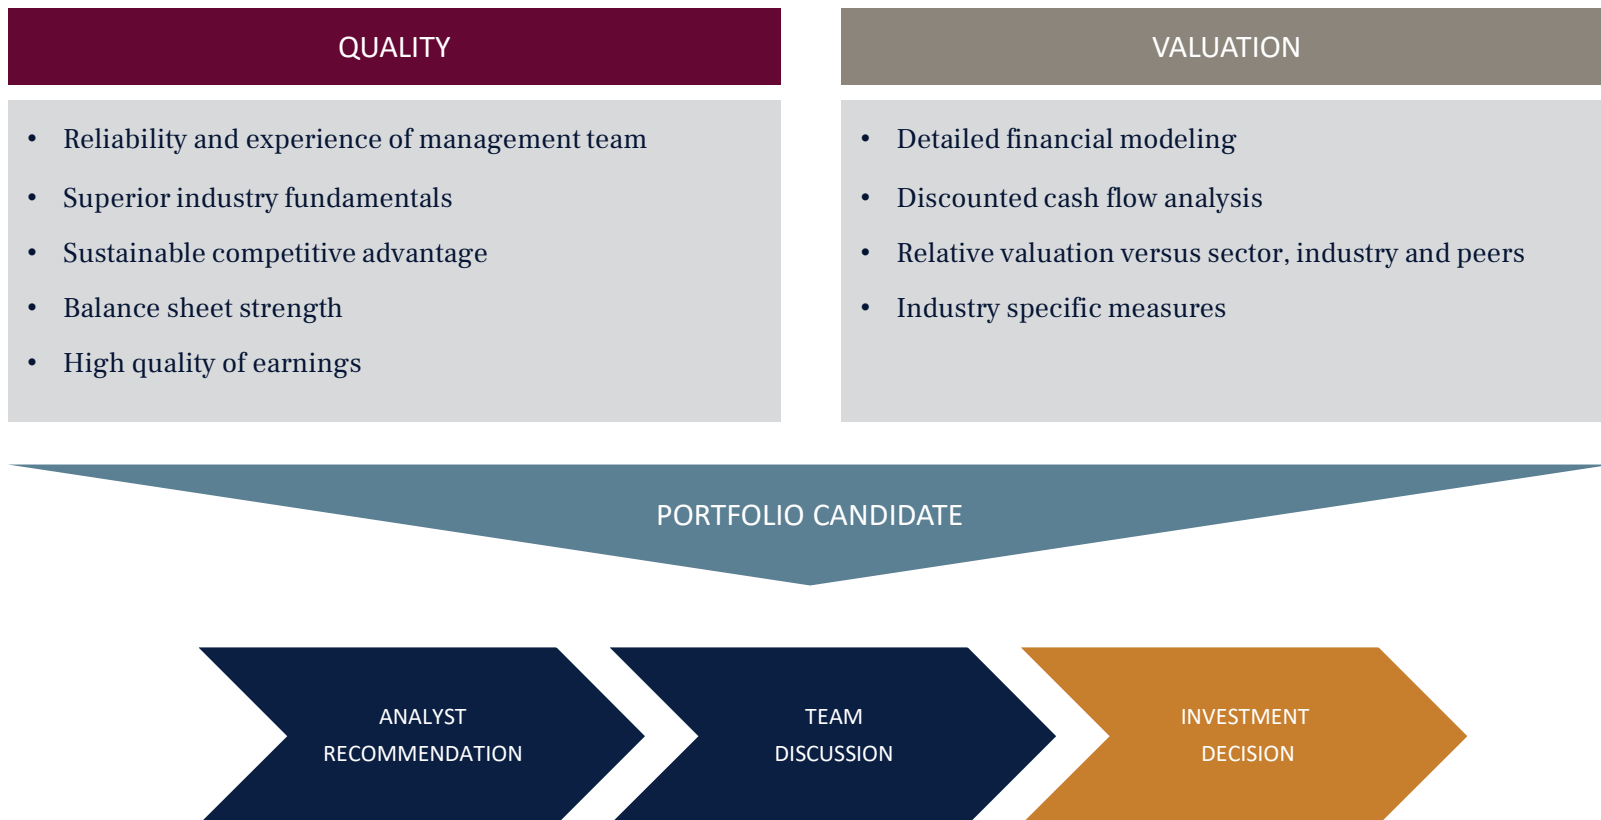 QUALITY
• Reliability and experience of management team
• Superior industry fundamentals
• Sustainable competitive advantage
• Balance sheet strength
• High quality of earnings
VALUATION
• Detailed financial modeling
• Discounted cash flow analysis
• Relative valuation versus sector, industry and peers
• Industry specific measures
PORTFOLIO CANDIDATE
ANALYST
RECOMMENDATION
TEAM
DISCUSSION
INVESTMENT
DECISION